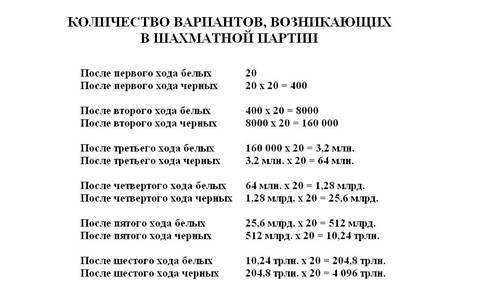 КОЛИЧЕСТВО ВАРИАНТОВ, ВОЗНИКАЮЩИХ
В ШАХМАТНОЙ ПАРТИИ
После первого хода белых 20
После первого хода черных 20 х 20 = 400
После второго хода белых 400 х 20 = 8000
После второго хода черных 8000 х 20 = 160 000
После третьего хода белых 160 000 х 20 = 3,2 млн.
После третьего хода черных 3,2 млн. х 20 = 64 млн.
После четвертого хода белых 64 млн. х 20 = 1,28 млрд.
После четвертого хода черных 1,28 млрд. х 20 = 25,6 млрд.
После пятого хода белых 25,6 млрд. х 20 = 512 млрд.
После пятого хода черных 512 млрд. х 20 = 10,24 трлн.
После шестого хода белых 10,24 трлн. х 20 = 204,8 трлн.
После шестого хода черных 204,8 трлн. х 20 = 4 096 трлн.